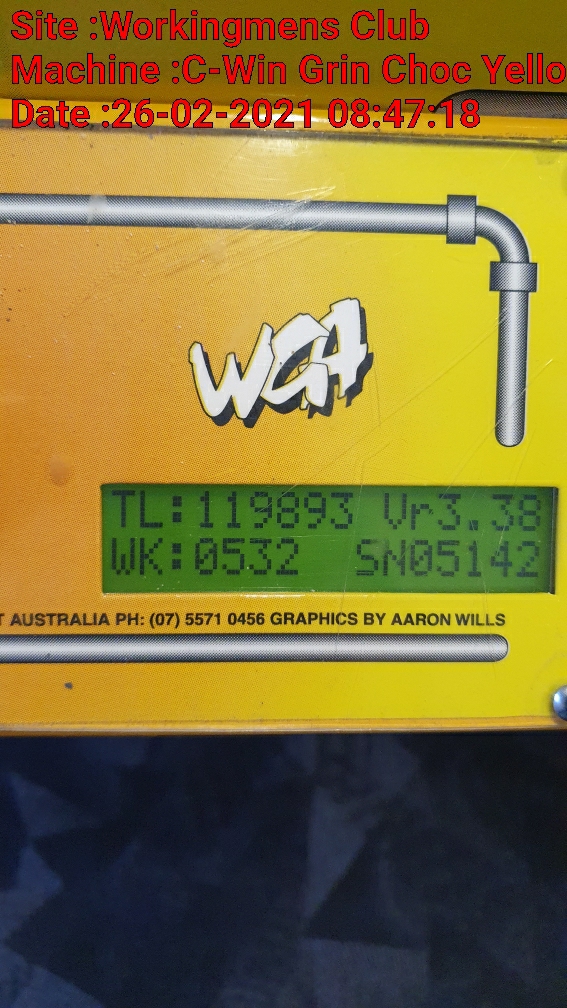 Site :Workingmens Club
Machine :C-Win Grin Choc Yello
Date :26-02-2021 08:47:18
WGA
TL:119893 Vr3.38
WK:0532 SN05142
T AUSTRALIA PH: (07) 5571 0456 GRAPHICS BY AARON WILLS